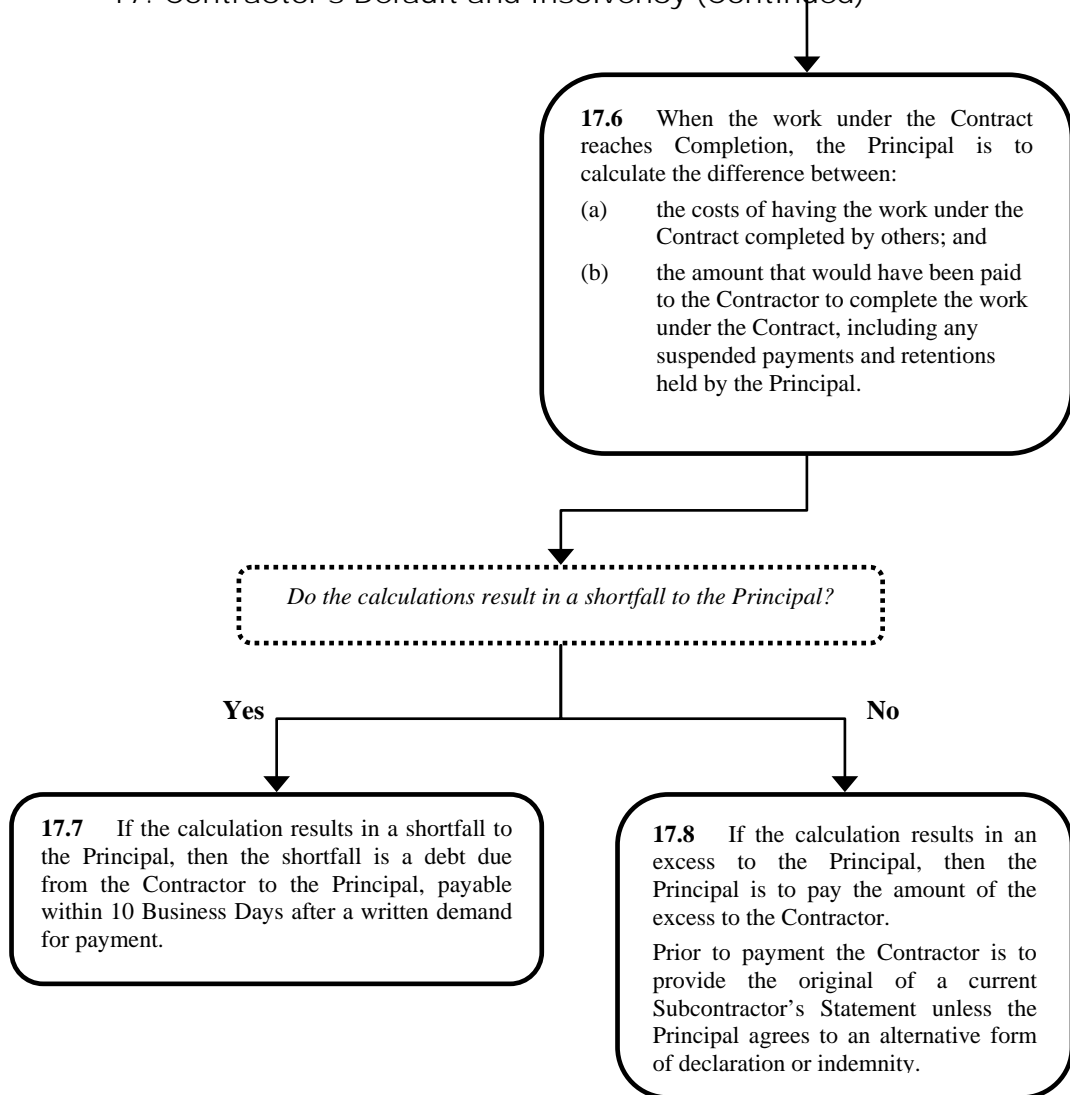 17. Contractor's Default and Insolvency (Continued)
17.6 When the work under the Contract
reaches Completion, the Principal is to
calculate the difference between:
(a) the costs of having the work under the
Contract completed by others; and
(b) the amount that would have been paid
to the Contractor to complete the work
under the Contract, including any
suspended payments and retentions
held by the Principal.
Do the calculations result in a shortfall to the Principal?
Yes
No
17.7 If the calculation results in a shortfall to
the Principal, then the shortfall is a debt due
from the Contractor to the Principal, payable
within 10 Business Days after a written demand
for payment.
17.8 If the calculation results in an
excess to the Principal, then the
Principal is to pay the amount of the
excess to the Contractor.
Prior to payment the Contractor is to
provide the original of a current
Subcontractor's Statement unless the
Principal agrees to an alternative form
of declaration or indemnity.